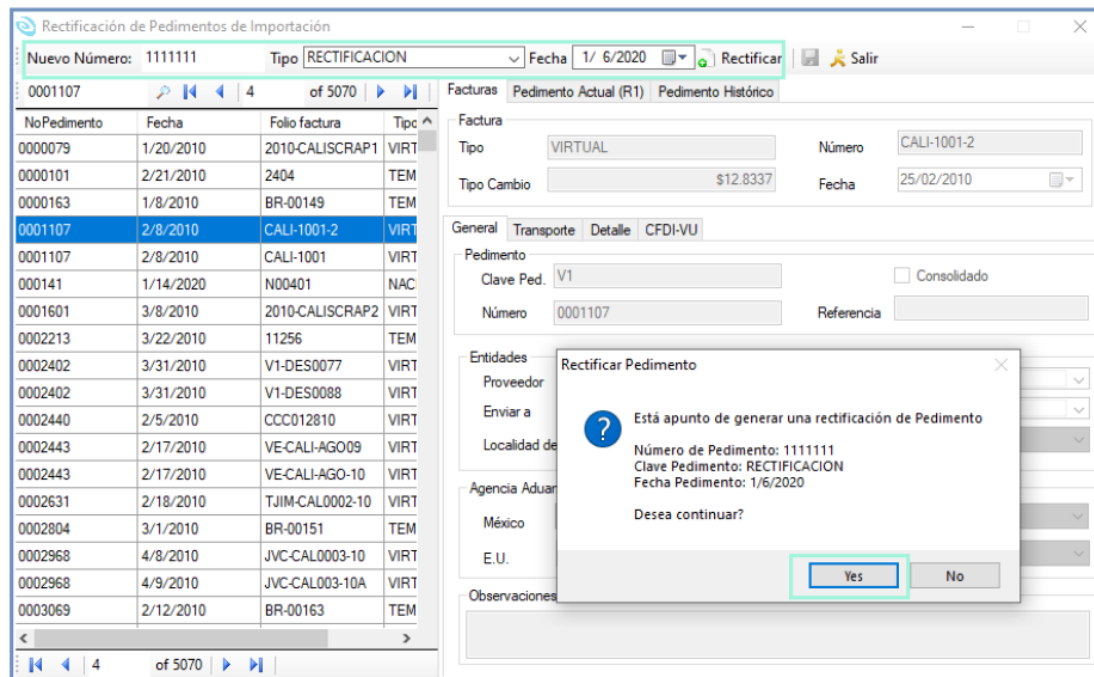 Rectificación de Pedimentos de Importación
Nuevo Número: 1111111 Tipo RECTIFICACION Fecha 1/ 6/2020 Rectificar Salir
0001107 4 of 5070
Facturas Pedimento Actual (R1) Pedimento Histórico
NoPedimento Fecha Folio factura Tipo
0000079 1/20/2010 2010-CALISCRAP1 VIRT
0000101 2/21/2010 2404 TEM
0000163 1/8/2010 BR-00149 TEM
0001107 2/8/2010 CALI-1001-2 VIRT
0001107 2/8/2010 CALI-1001 VIRT
000141 1/14/2020 N00401 NAC
0001601 3/8/2010 2010-CALISCRAP2 VIRT
0002213 3/22/2010 11256 TEM
0002402 3/31/2010 V1-DES0077 VIRT
0002402 3/31/2010 V1-DES0088 VIRT
0002440 2/5/2010 CCC012810 VIRT
0002443 2/17/2010 VE-CALI-AGO09 VIRT
0002443 2/17/2010 VE-CALI-AGO-10 VIRT
0002631 2/18/2010 TJIM-CAL0002-10 VIRT
0002804 3/1/2010 BR-00151 TEM
0002968 4/8/2010 JVC-CAL0003-10 VIRT
0002968 4/9/2010 JVC-CAL003-10A VIRT
0003069 2/12/2010 BR-00163 TEM
4 of 5070
Factura
Tipo VIRTUAL Número CALI-1001-2
Tipo Cambio $12.8337 Fecha 25/02/2010
General Transporte Detalle CFDI-VU
Pedimento
Clave Ped. V1 Consolidado
Número 0001107 Referencia
Entidades
Proveedor
Enviar a
Localidad de
Agencia Aduan
México
E.U.
Observaciones
Rectificar Pedimento
Está apunto de generar una rectificación de Pedimento
Número de Pedimento: 1111111
Clave Pedimento: RECTIFICACION
Fecha Pedimento: 1/6/2020
Desea continuar?
Yes No